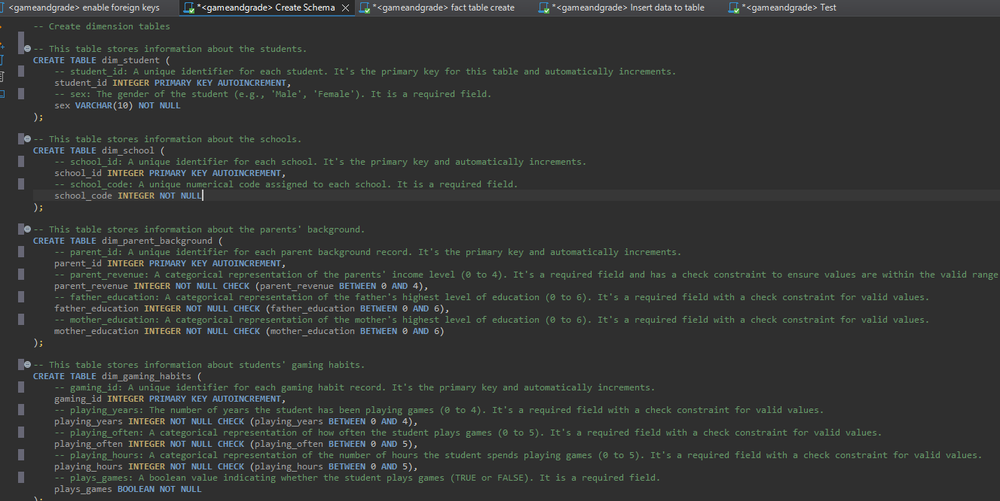 <gameandgrade> enable foreign keys
*<gameandgrade> Create Schema
*<gameandgrade> fact table create
*<gameandgrade> Insert data to table
*<gameandgrade> Test
-- Create dimension tables
-- This table stores information about the students.
CREATE TABLE dim_student (
-- student_id: A unique identifier for each student. It's the primary key for this table and automatically increments.
student_id INTEGER PRIMARY KEY AUTOINCREMENT,
-- sex: The gender of the student (e.g., 'Male', 'Female'). It is a required field.
sex VARCHAR(10) NOT NULL
);
-- This table stores information about the schools.
CREATE TABLE dim_school (
-- school_id: A unique identifier for each school. It's the primary key and automatically increments.
school_id INTEGER PRIMARY KEY AUTOINCREMENT,
-- school_code: A unique numerical code assigned to each school. It is a required field.
school_code INTEGER NOT NULL
);
-- This table stores information about the parents' background.
CREATE TABLE dim_parent_background (
-- parent_id: A unique identifier for each parent background record. It's the primary key and automatically increments.
parent_id INTEGER PRIMARY KEY AUTOINCREMENT,
-- parent_revenue: A categorical representation of the parents' income level (0 to 4). It's a required field and has a check constraint to ensure values are within the valid range
parent_revenue INTEGER NOT NULL CHECK (parent_revenue BETWEEN 0 AND 4),
-- father_education: A categorical representation of the father's highest level of education (0 to 6). It's a required field with a check constraint for valid values.
father_education INTEGER NOT NULL CHECK (father_education BETWEEN 0 AND 6),
-- mother_education: A categorical representation of the mother's highest level of education (0 to 6). It's a required field with a check constraint for valid values.
mother_education INTEGER NOT NULL CHECK (mother_education BETWEEN 0 AND 6)
);
-- This table stores information about students' gaming habits.
CREATE TABLE dim_gaming_habits (
-- gaming_id: A unique identifier for each gaming habit record. It's the primary key and automatically increments.
gaming_id INTEGER PRIMARY KEY AUTOINCREMENT,
-- playing_years: The number of years the student has been playing games (0 to 4). It's a required field with a check constraint for valid values.
playing_years INTEGER NOT NULL CHECK (playing_years BETWEEN 0 AND 4),
-- playing_often: A categorical representation of how often the student plays games (0 to 5). It's a required field with a check constraint for valid values.
playing_often INTEGER NOT NULL CHECK (playing_often BETWEEN 0 AND 5),
-- playing_hours: A categorical representation of the number of hours the student spends playing games (0 to 5). It's a required field with a check constraint for valid values.
playing_hours INTEGER NOT NULL CHECK (playing_hours BETWEEN 0 AND 5),
-- plays_games: A boolean value indicating whether the student plays games (TRUE or FALSE). It is a required field.
plays_games BOOLEAN NOT NULL
);